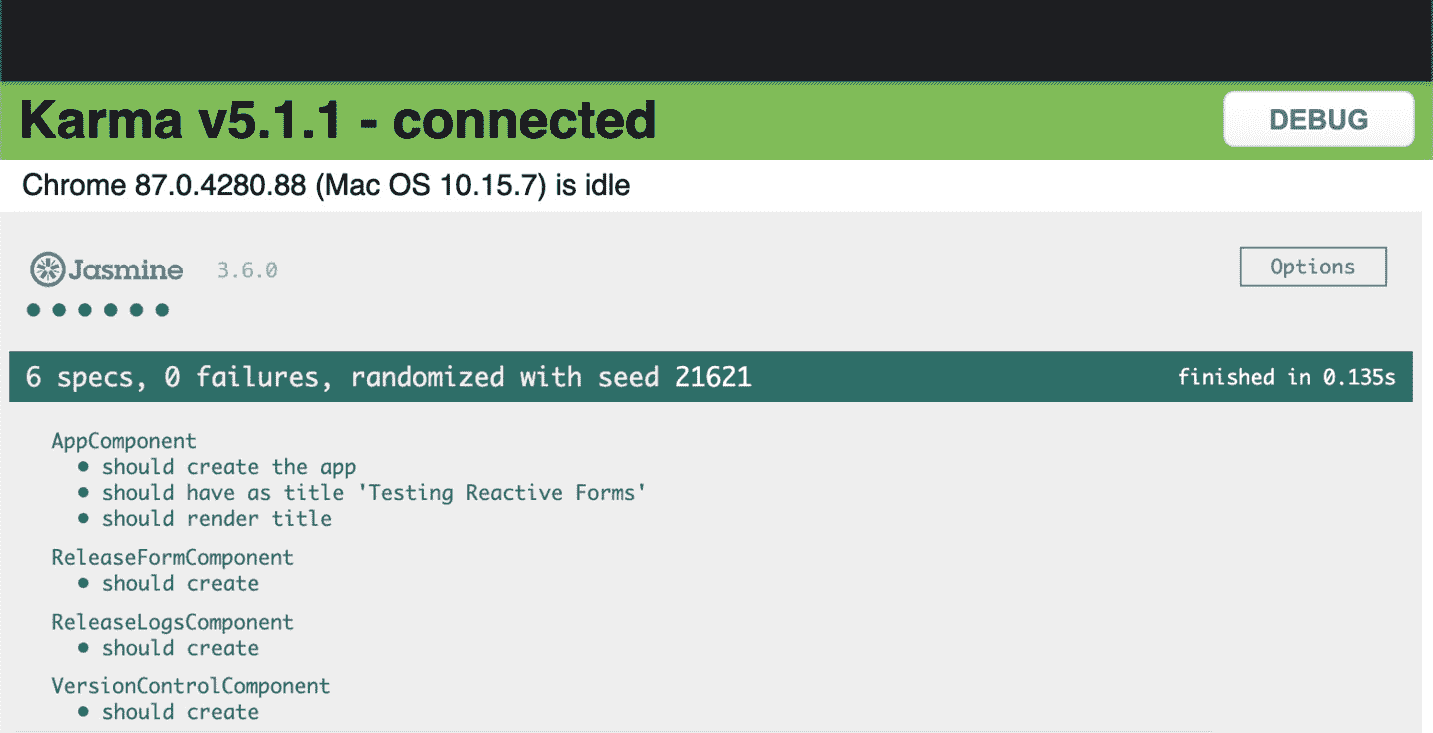 Karma v5.1.1 - connected
DEBUG
Chrome 87.0.4280.88 (Mac OS 10.15.7) is idle
Jasmine 3.6.0
Options
6 specs, 0 failures, randomized with seed 21621
finished in 0.135s
AppComponent
• should create the app
• should have as title 'Testing Reactive Forms'
• should render title
ReleaseFormComponent
• should create
ReleaseLogsComponent
• should create
VersionControlComponent
• should create